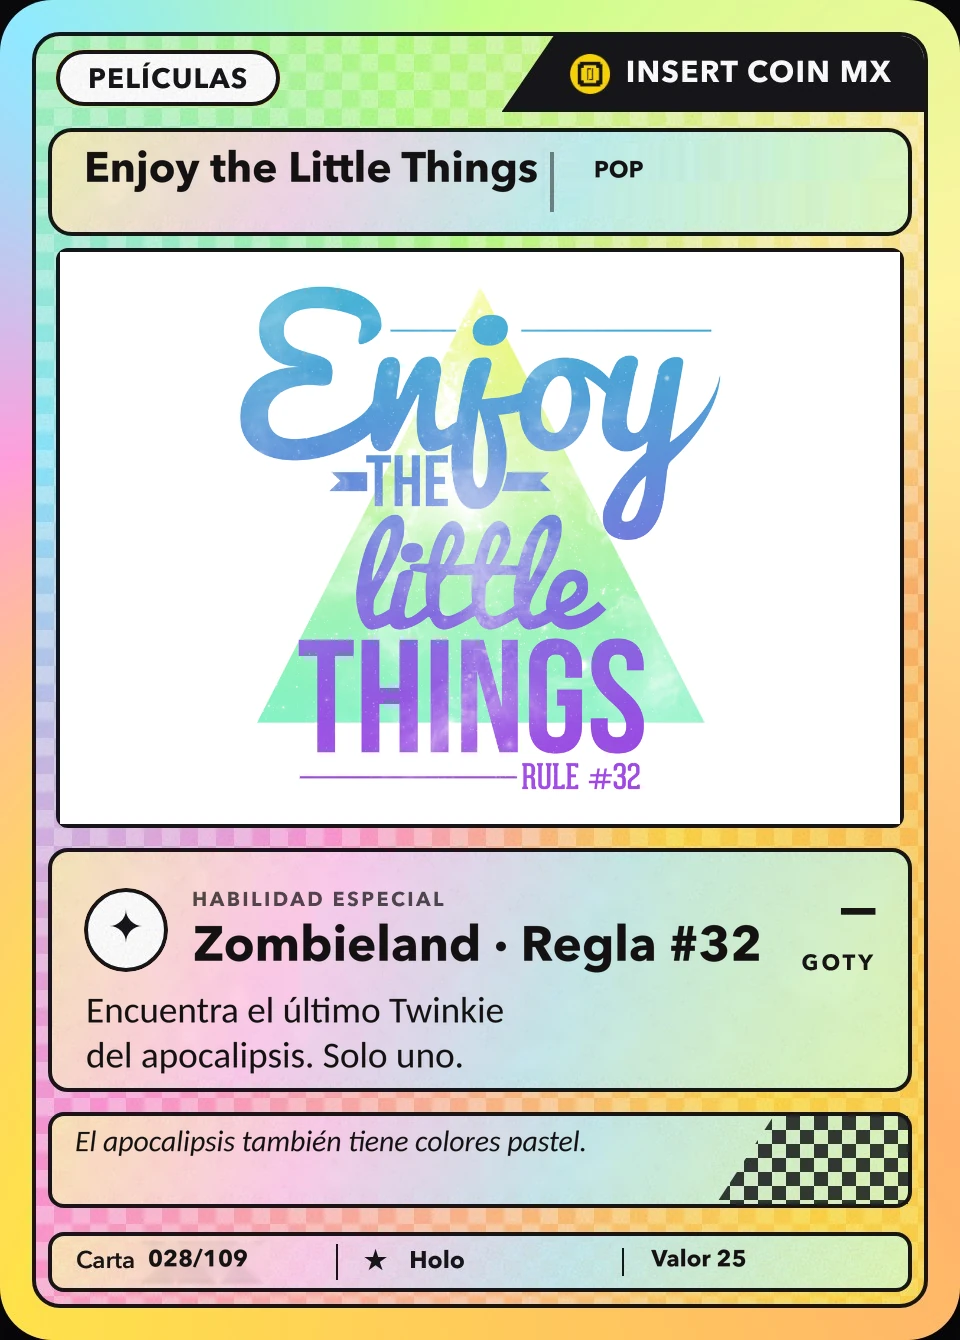 PELÍCULAS
INSERT COIN MX
Enjoy the Little Things
POP
Enjoy
THE
little
THINGS
RULE #32
HABILIDAD ESPECIAL
Zombieland · Regla #32
—
GOTY
Encuentra el último Twinkie
del apocalipsis. Solo uno.
El apocalipsis también tiene colores pastel.
Carta 028/109
★ Holo
Valor 25